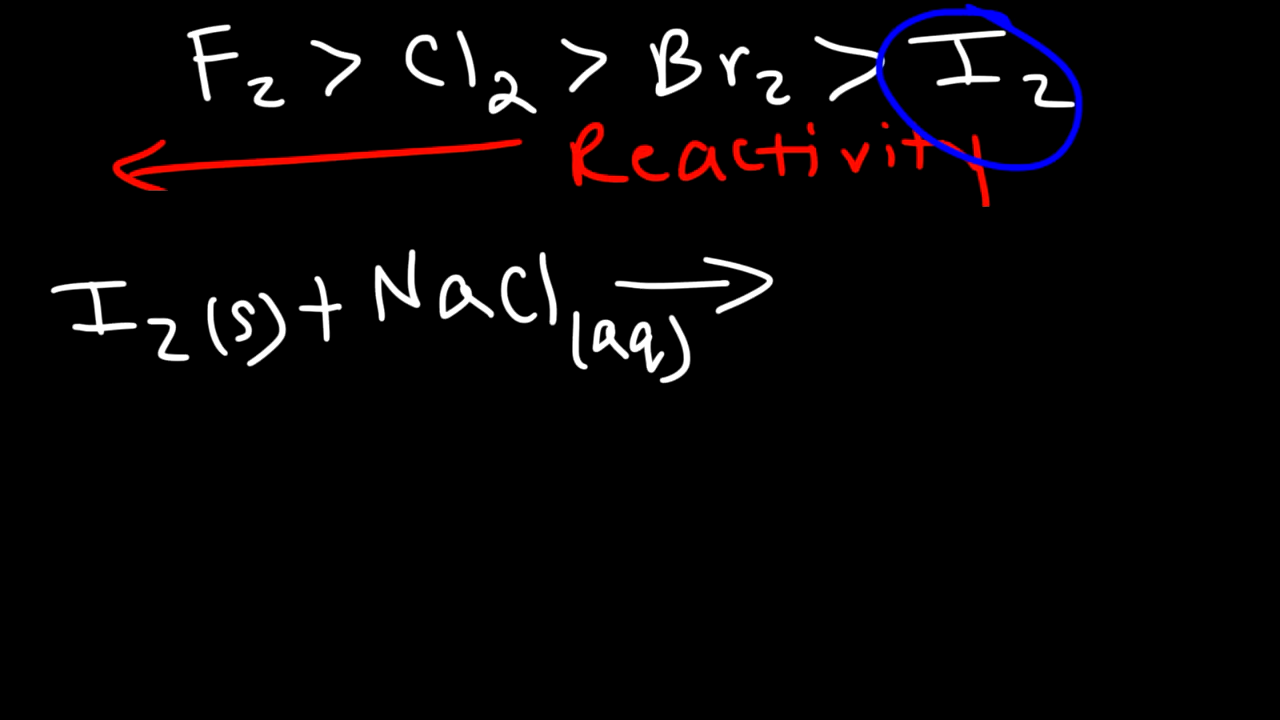 F₂ > Cl₂ > Br₂ > I₂
Reactivity
I₂(s) + NaCl(aq) →